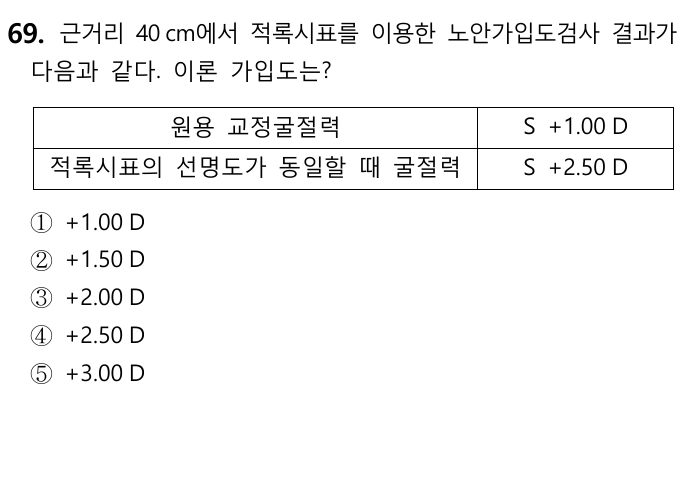 69. 근거리 40 cm에서 적록시표를 이용한 노안가입도검사 결과가
다음과 같다. 이론 가입도는?
원용 교정굴절력 S +1.00 D
적록시표의 선명도가 동일할 때 굴절력 S +2.50 D
① +1.00 D
② +1.50 D
③ +2.00 D
④ +2.50 D
⑤ +3.00 D